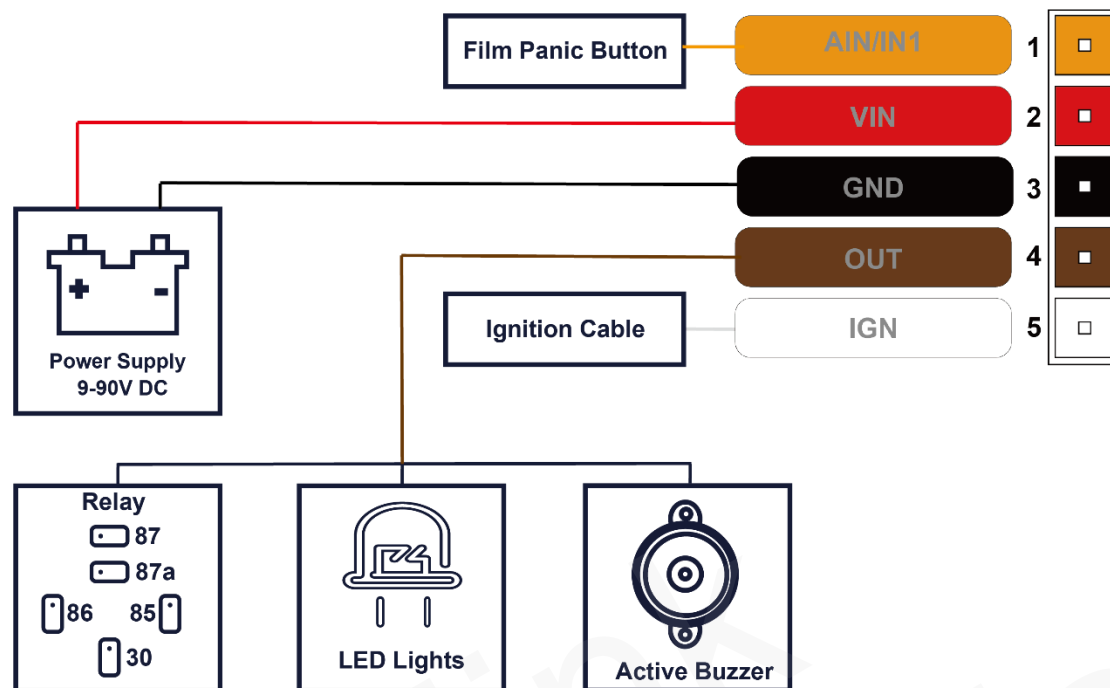 Film Panic Button
AIN/IN1
1
VIN
2
GND
3
OUT
4
Ignition Cable
IGN
5
+ -
Power Supply
9-90V DC
Relay
87
87a
86
85
30
LED Lights
Active Buzzer